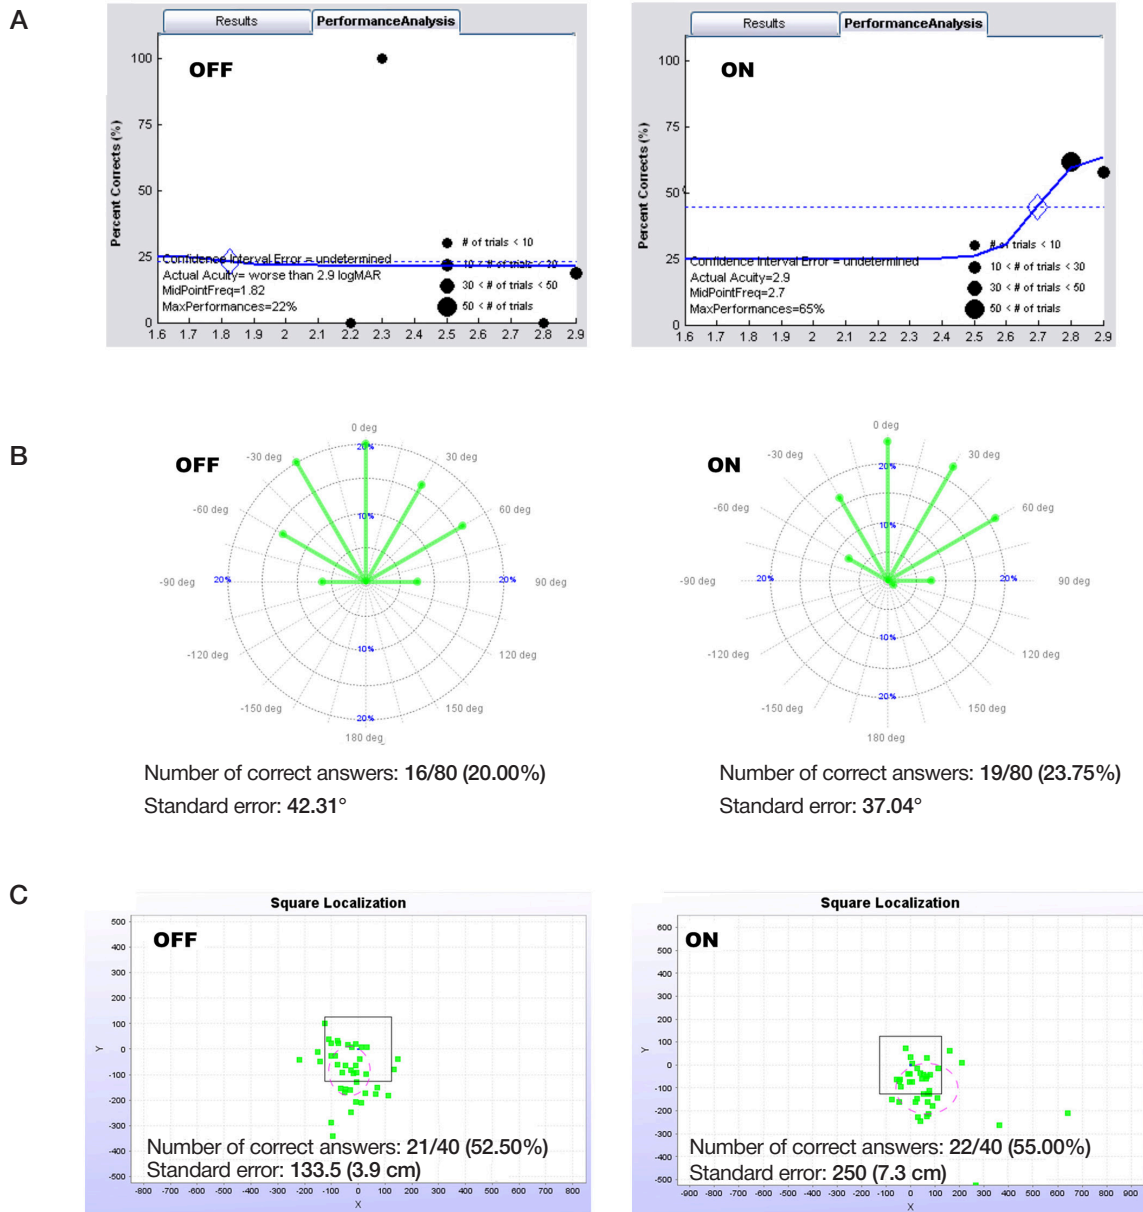 A
Results
PerformanceAnalysis
OFF
Percent Corrects (%)
100
75
50
25
0
Confidence Interval Error = undetermined
Actual Acuity= worse than 2.9 logMAR
MidPointFreq=1.82
MaxPerformances=22%
# of trials < 10
10 < # of trials < 30
30 < # of trials < 50
50 < # of trials
1.6 1.7 1.8 1.9 2 2.1 2.2 2.3 2.4 2.5 2.6 2.7 2.8 2.9
Results
PerformanceAnalysis
ON
Percent Corrects (%)
100
75
50
25
0
Confidence Interval Error = undetermined
Actual Acuity=2.9
MidPointFreq=2.7
MaxPerformances=65%
# of trials < 10
10 < # of trials < 30
30 < # of trials < 50
50 < # of trials
1.6 1.7 1.8 1.9 2 2.1 2.2 2.3 2.4 2.5 2.6 2.7 2.8 2.9
B
OFF
0 deg
-30 deg
30 deg
-60 deg
60 deg
-90 deg
90 deg
-120 deg
120 deg
-150 deg
150 deg
180 deg
20%
10%
20%
20%
10%
20%
Number of correct answers: 16/80 (20.00%)
Standard error: 42.31°
ON
0 deg
-30 deg
30 deg
-60 deg
60 deg
-90 deg
90 deg
-120 deg
120 deg
-150 deg
150 deg
180 deg
20%
10%
20%
20%
10%
20%
Number of correct answers: 19/80 (23.75%)
Standard error: 37.04°
C
Square Localization
OFF
Y
500
400
300
200
100
0
-100
-200
-300
-400
-500
Number of correct answers: 21/40 (52.50%)
Standard error: 133.5 (3.9 cm)
-800 -700 -600 -500 -400 -300 -200 -100 0 100 200 300 400 500 600 700 800
X
Square Localization
ON
Y
600
500
400
300
200
100
0
-100
-200
-300
-400
-500
Number of correct answers: 22/40 (55.00%)
Standard error: 250 (7.3 cm)
-900 -800 -700 -600 -500 -400 -300 -200 -100 0 100 200 300 400 500 600 700 800 900
X